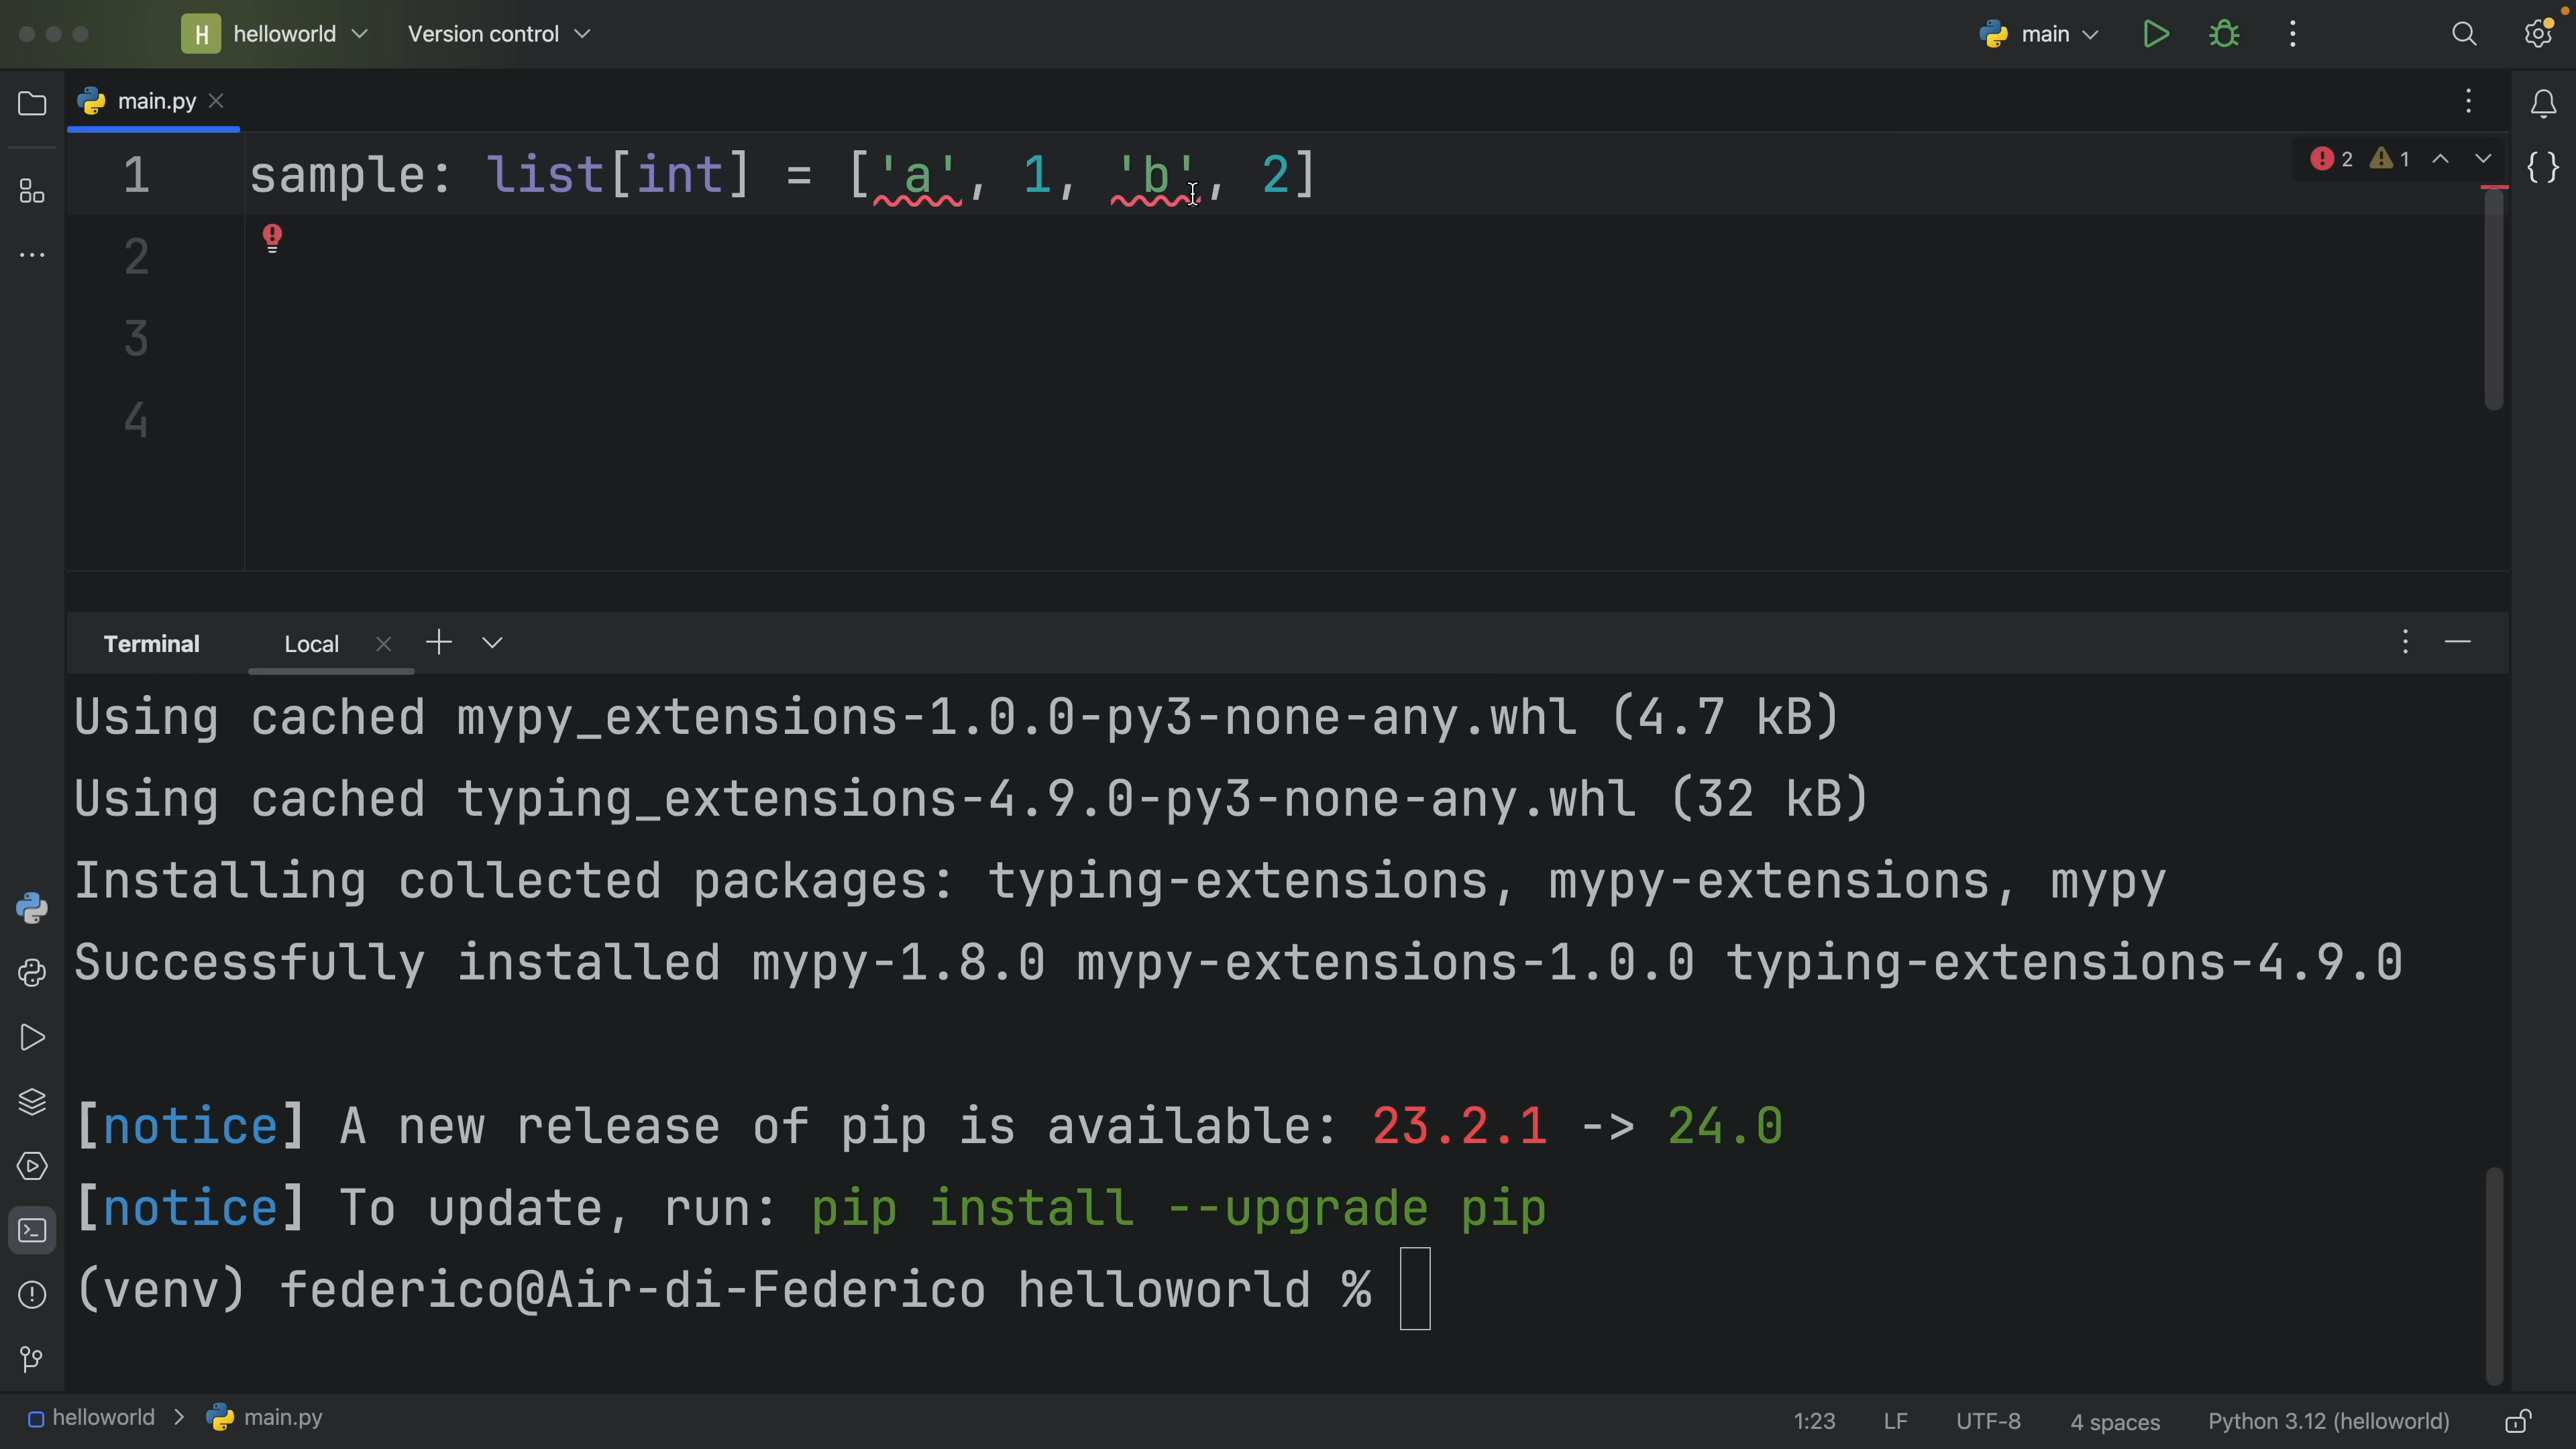 H helloworld Version control main
main.py
1 sample: list[int] = ['a', 1, 'b', 2] 2 1
2
3
4
Terminal Local
Using cached mypy_extensions-1.0.0-py3-none-any.whl (4.7 kB)
Using cached typing_extensions-4.9.0-py3-none-any.whl (32 kB)
Installing collected packages: typing-extensions, mypy-extensions, mypy
Successfully installed mypy-1.8.0 mypy-extensions-1.0.0 typing-extensions-4.9.0
[notice] A new release of pip is available: 23.2.1 -> 24.0
[notice] To update, run: pip install --upgrade pip
(venv) federico@Air-di-Federico helloworld %
helloworld > main.py 1:23 LF UTF-8 4 spaces Python 3.12 (helloworld)